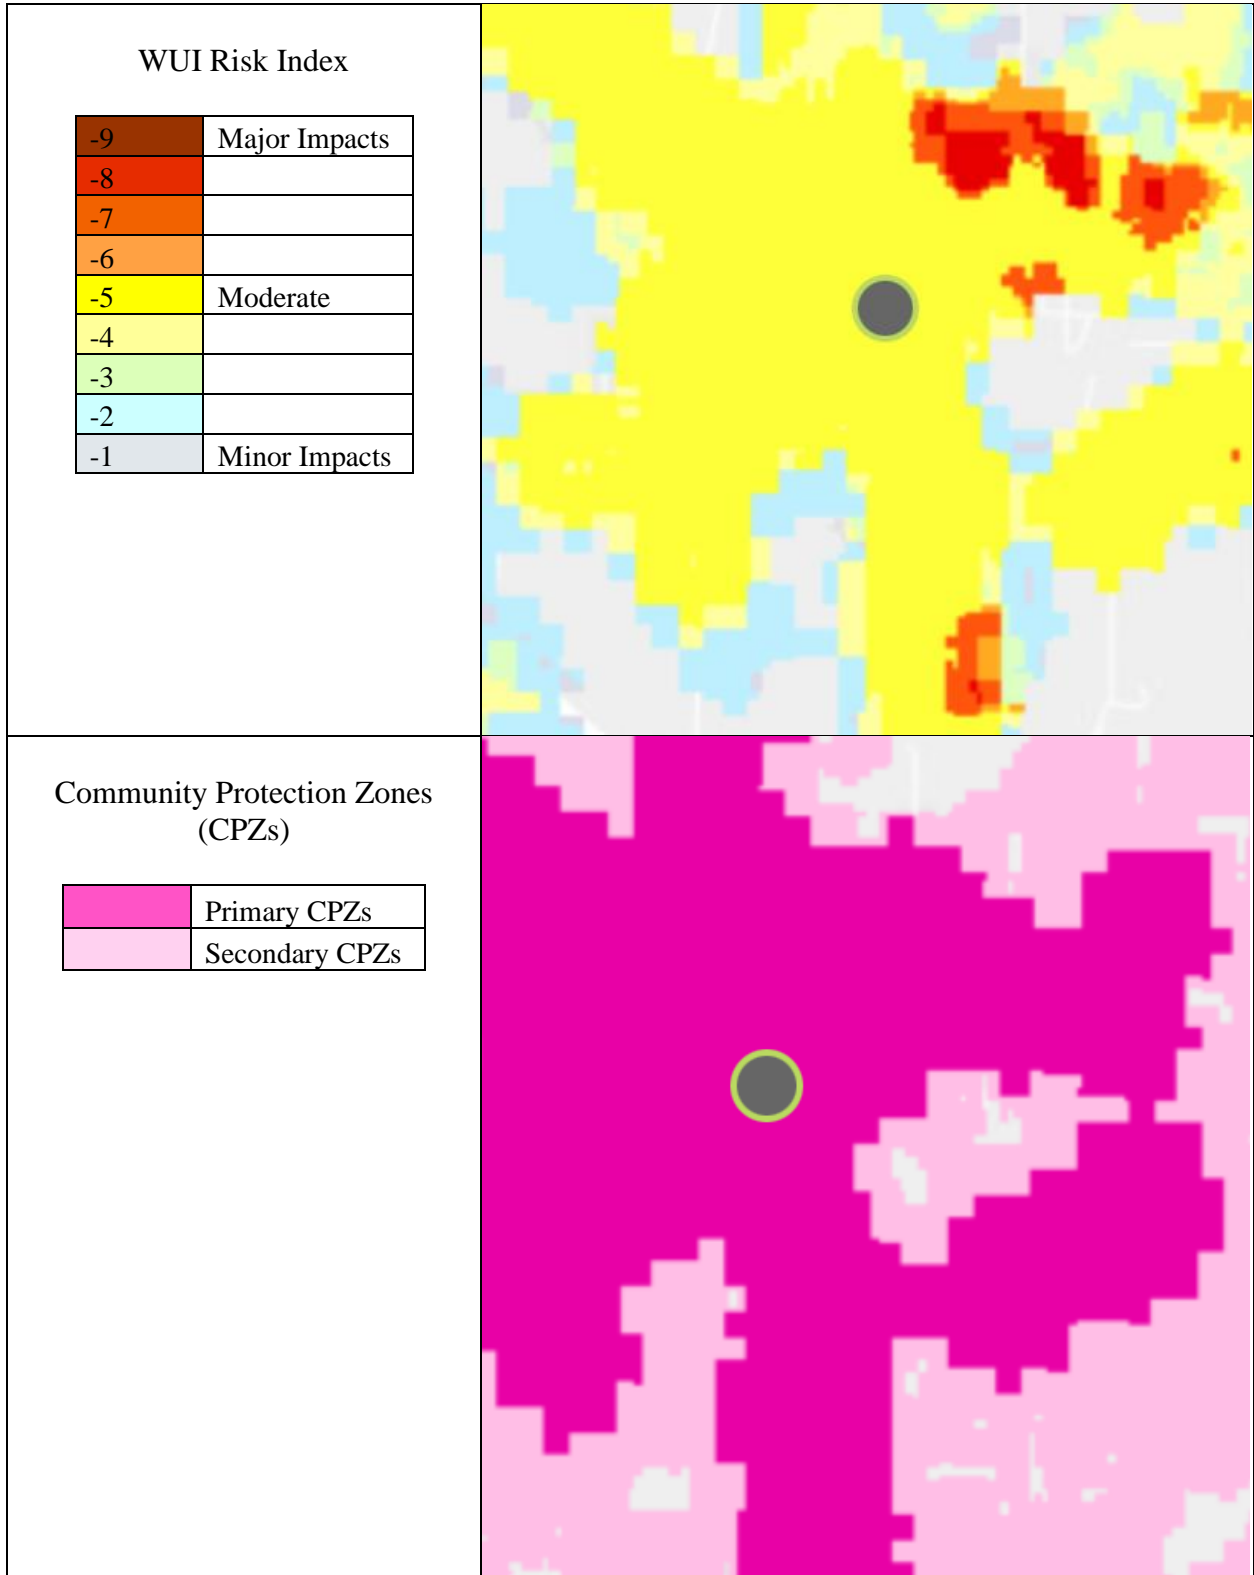 WUI Risk Index
-9 Major Impacts
-8
-7
-6
-5 Moderate
-4
-3
-2
-1 Minor Impacts
Community Protection Zones
(CPZs)
Primary CPZs
Secondary CPZs